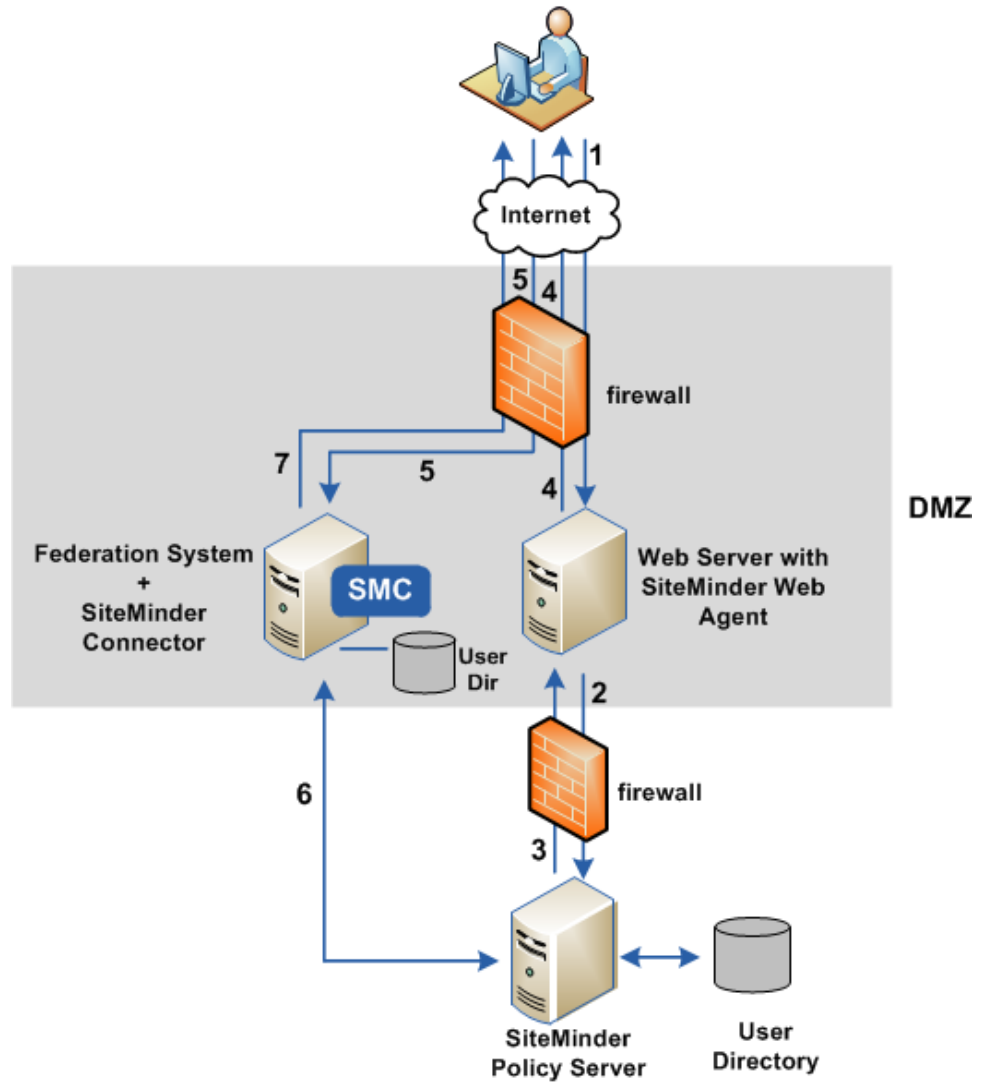 1
Internet
5
4
firewall
7
5
4
DMZ
Federation System
+
SiteMinder
Connector
SMC
Web Server with
SiteMinder Web
Agent
User
Dir
2
6
firewall
3
SiteMinder
Policy Server
User
Directory